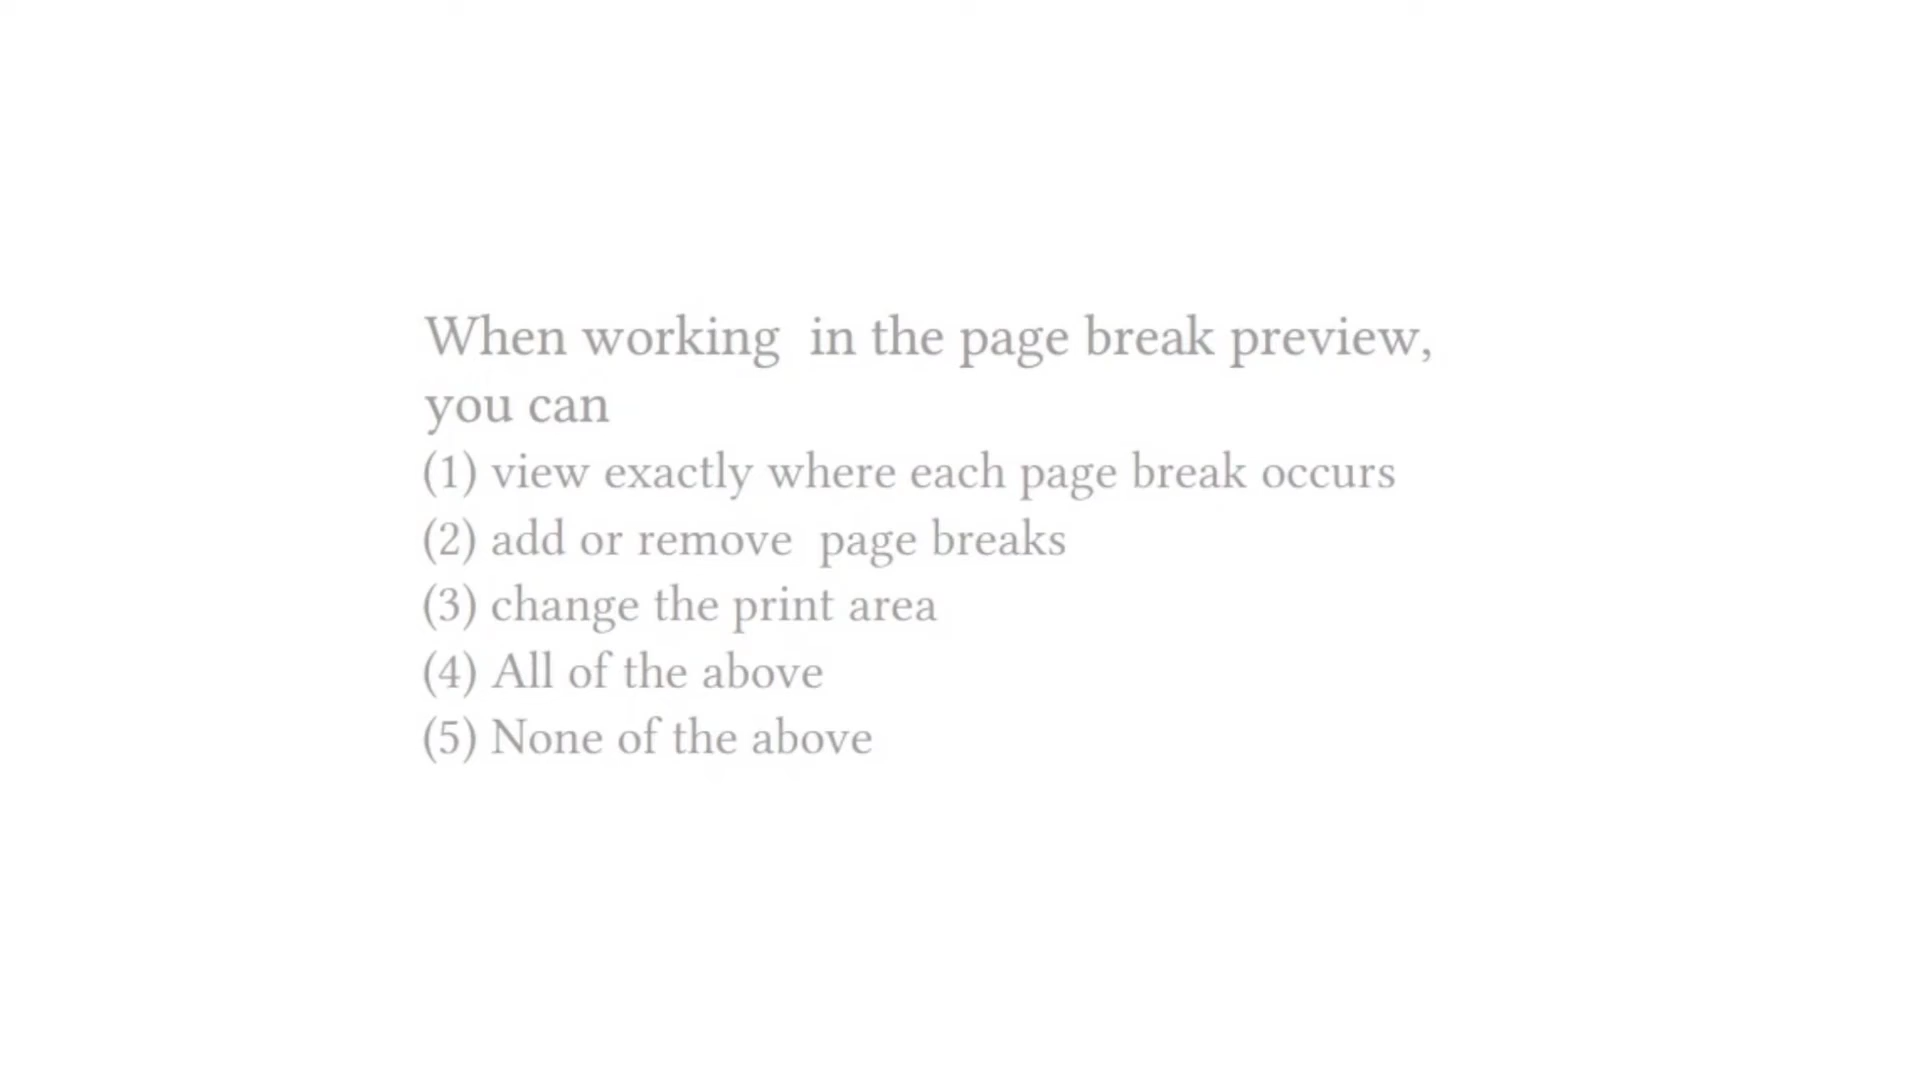 When working  in the page break preview,
you can
(1) view exactly where each page break occurs
(2) add or remove  page breaks
(3) change the print area
(4) All of the above
(5) None of the above